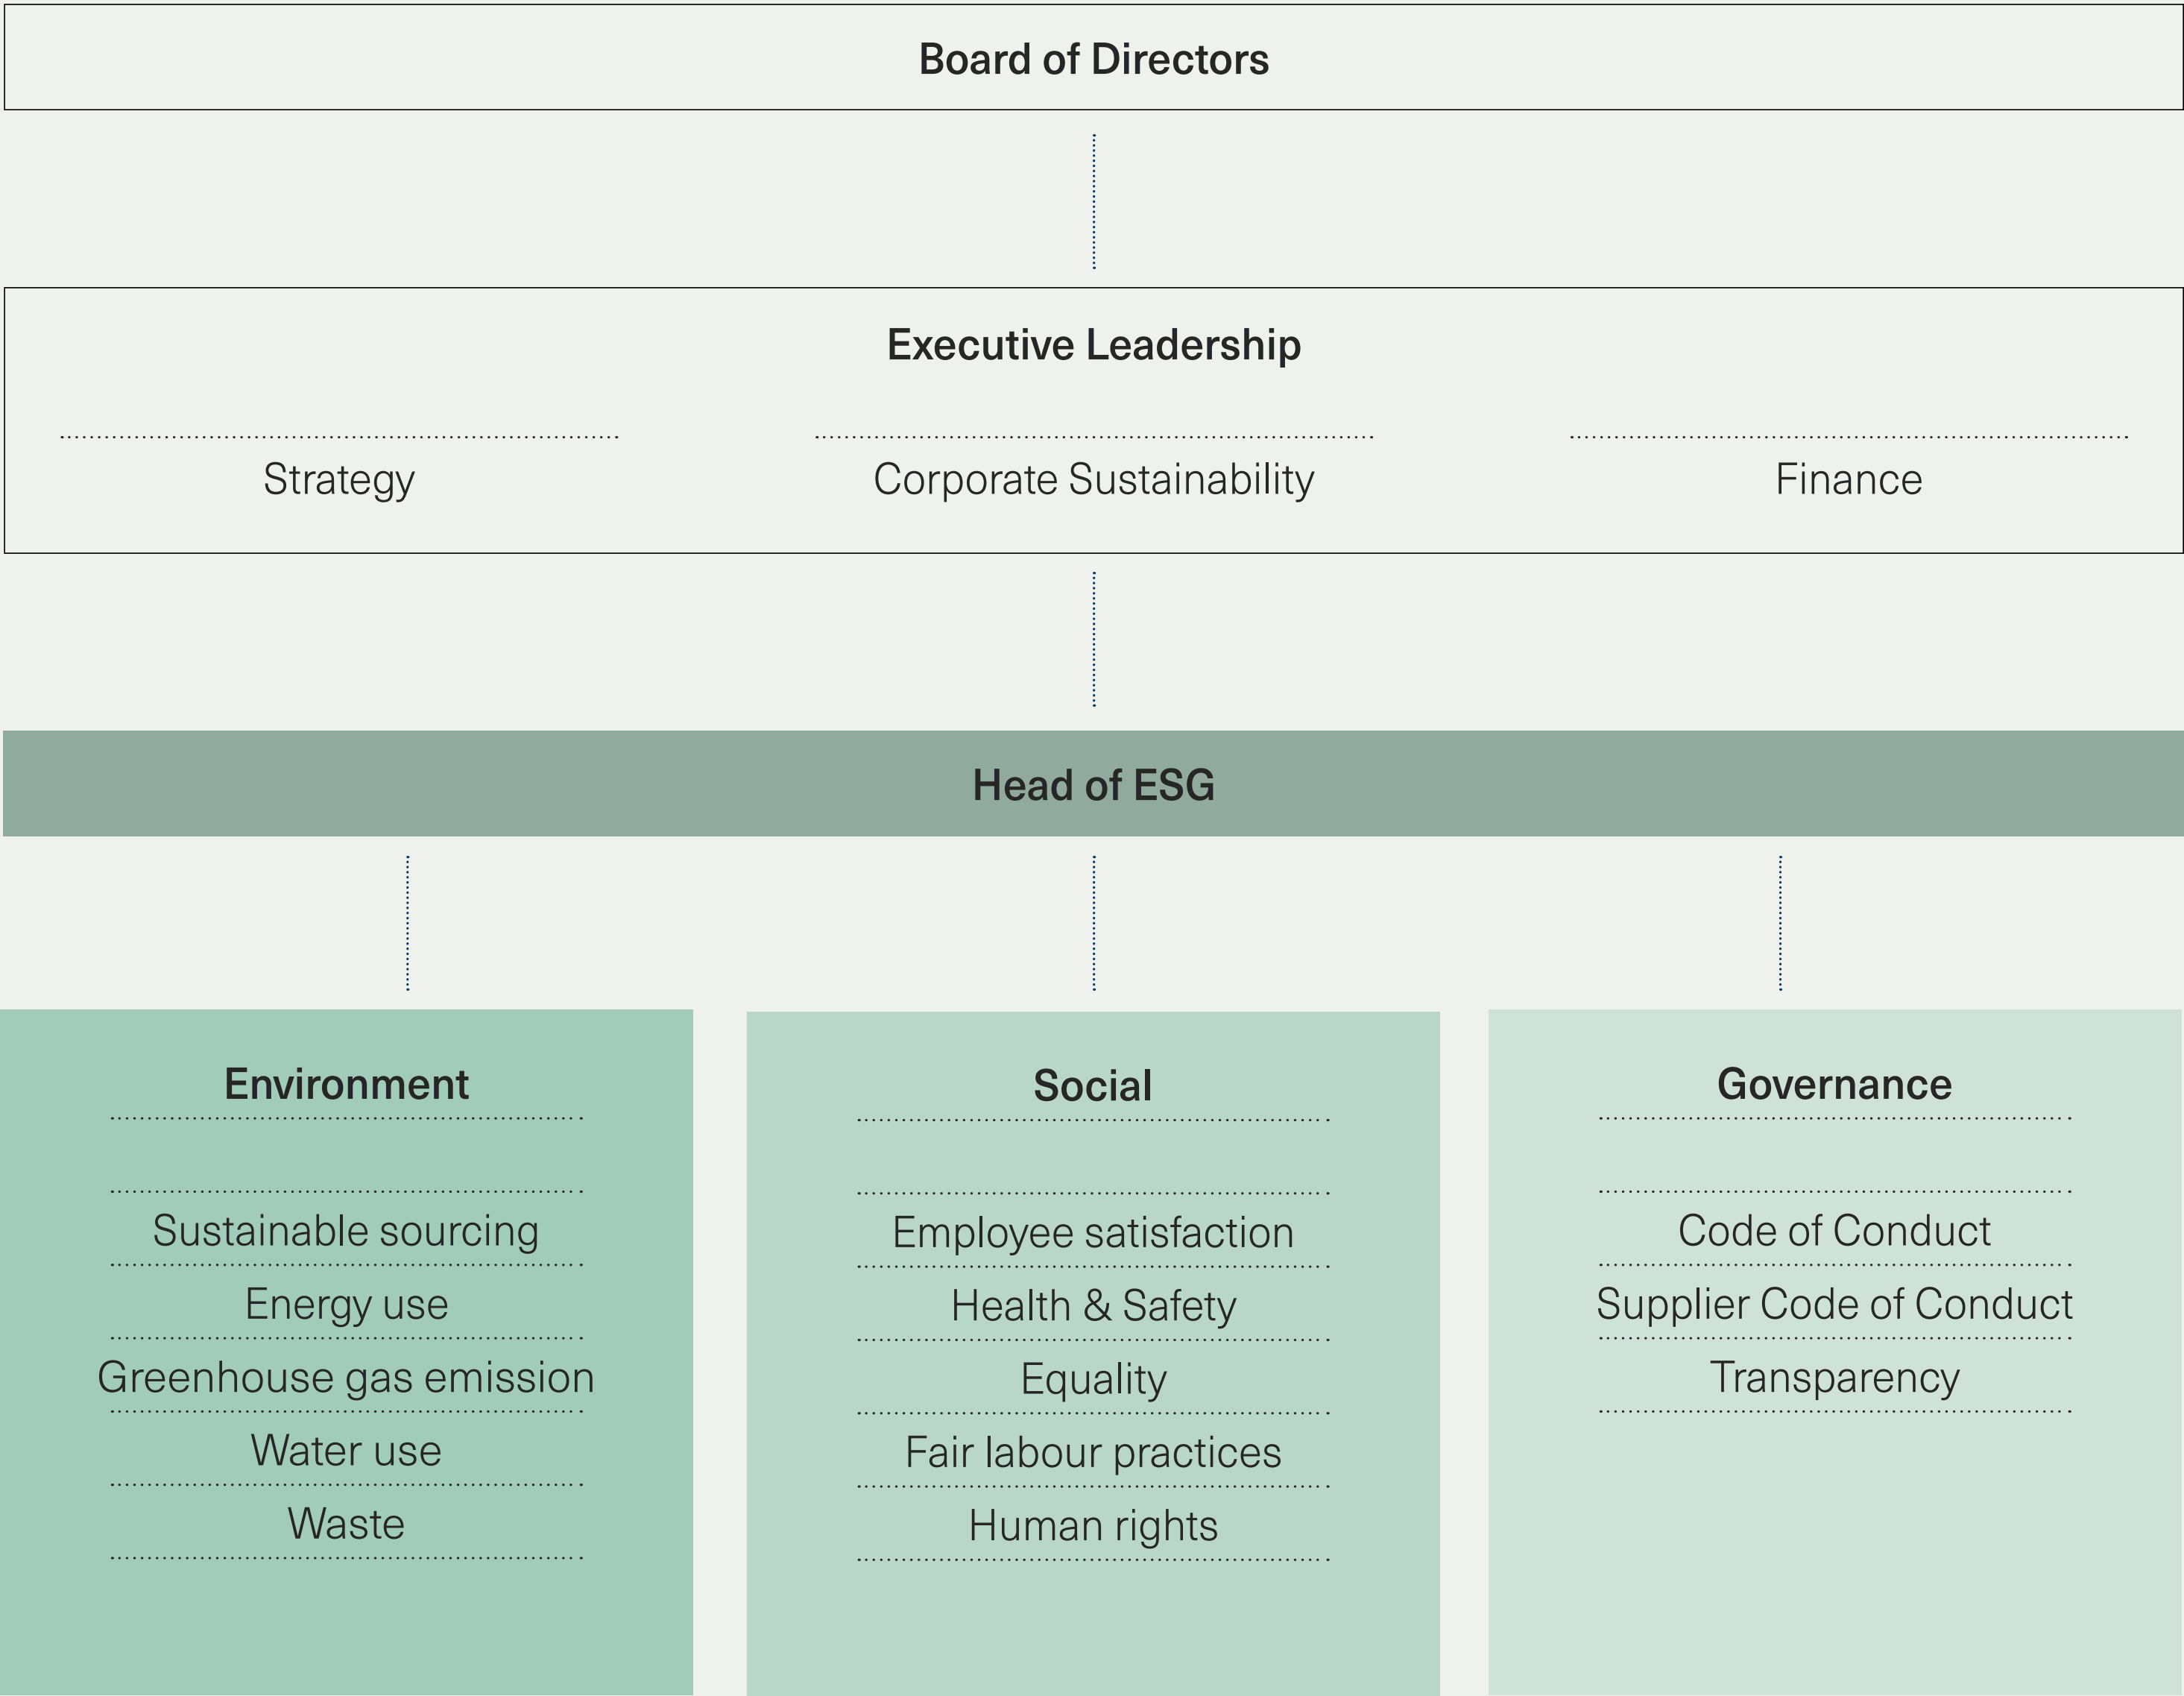 Board of Directors
Executive Leadership
Strategy
Corporate Sustainability
Finance
Head of ESG
Environment
Sustainable sourcing
Energy use
Greenhouse gas emission
Water use
Waste
Social
Employee satisfaction
Health & Safety
Equality
Fair labour practices
Human rights
Governance
Code of Conduct
Supplier Code of Conduct
Transparency